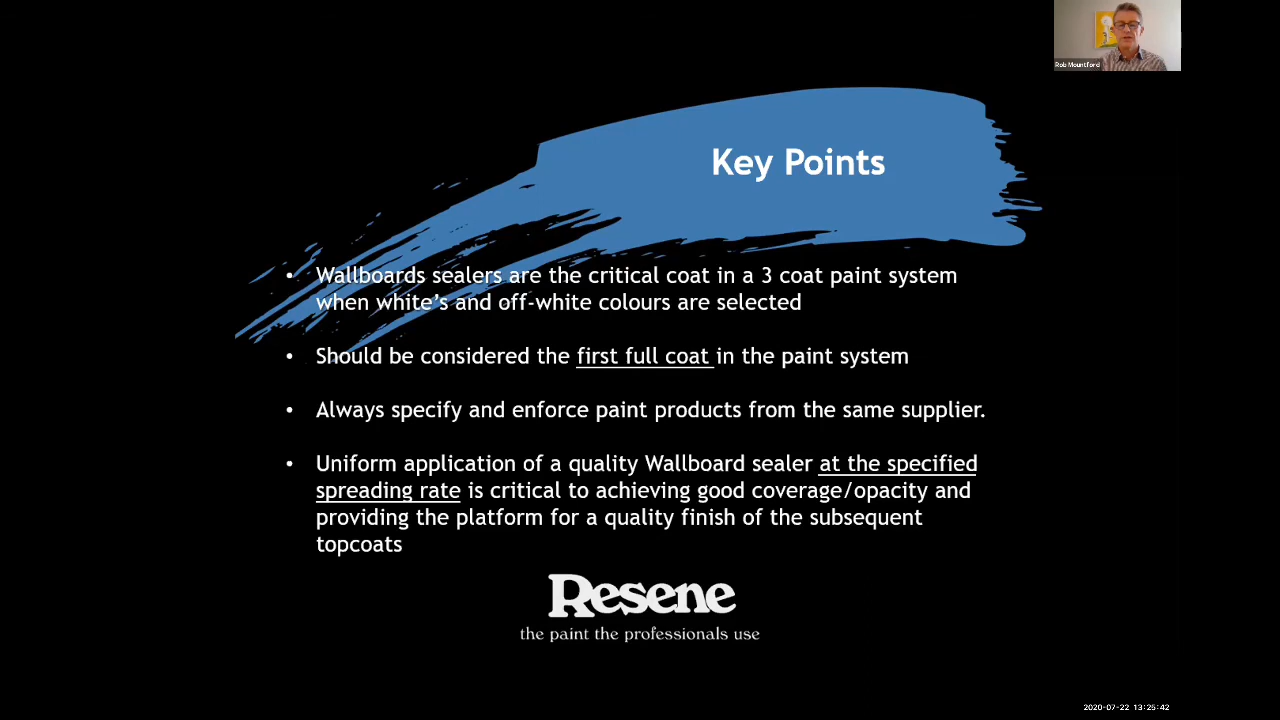 Rob Mountford
Key Points
• Wallboards sealers are the critical coat in a 3 coat paint system
when white's and off-white colours are selected
• Should be considered the first full coat in the paint system
• Always specify and enforce paint products from the same supplier.
• Uniform application of a quality Wallboard sealer at the specified
spreading rate is critical to achieving good coverage/opacity and
providing the platform for a quality finish of the subsequent
topcoats
Resene
the paint the professionals use
2020-07-22 13:25:42